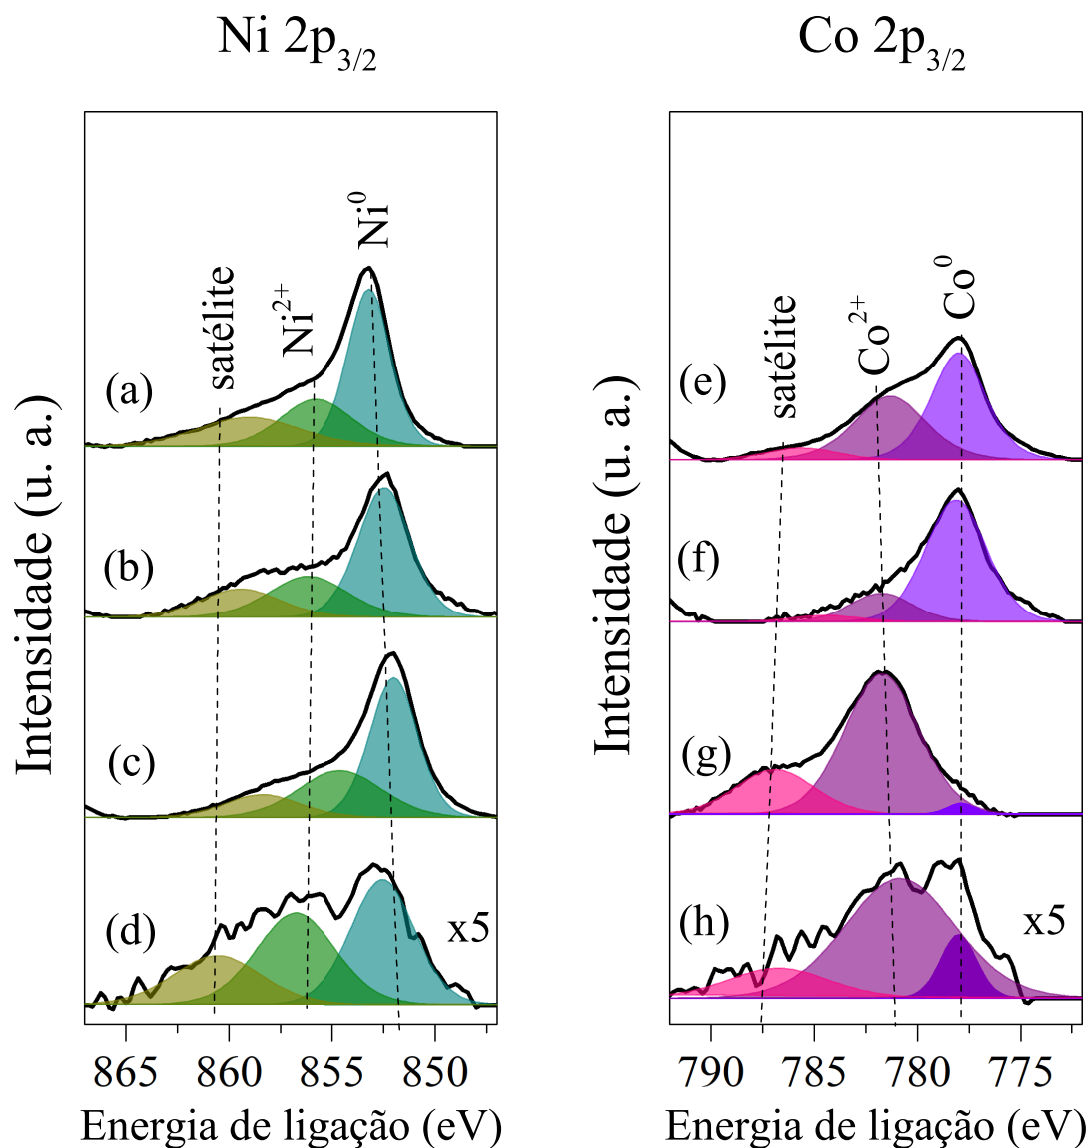 Ni 2p3/2
Co 2p3/2
Intensidade (u. a.)
satélite
Ni2+
Ni0
(a)
(b)
(c)
(d)
x5
865 860 855 850
Energia de ligação (eV)
Intensidade (u. a.)
satélite
Co2+
Co0
(e)
(f)
(g)
(h)
x5
790 785 780 775
Energia de ligação (eV)